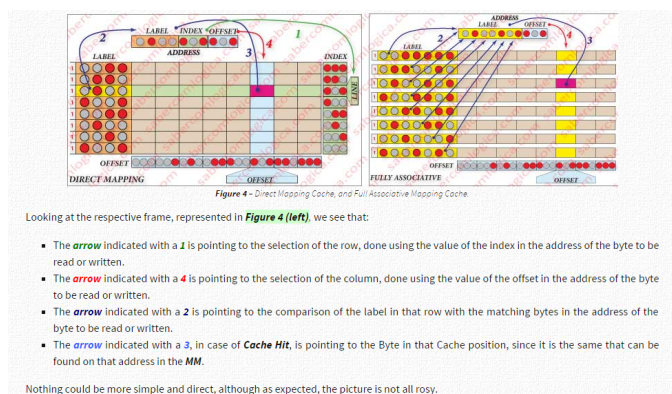 LABEL INDEX OFFSET
ADDRESS
2
1
4
3
LABEL
INDEX
LINE
OFFSET
DIRECT MAPPING
OFFSET
ADDRESS
LABEL OFFSET
2
4
3
LABEL
OFFSET
FULLY ASSOCIATIVE
OFFSET
Figure 4 – Direct Mapping Cache, and Full Associative Mapping Cache.
Looking at the respective frame, represented in Figure 4 (left), we see that:
The arrow indicated with a 1 is pointing to the selection of the row, done using the value of the index in the address of the byte to be
read or written.
The arrow indicated with a 4 is pointing to the selection of the column, done using the value of the offset in the address of the byte
to be read or written.
The arrow indicated with a 2 is pointing to the comparison of the label in that row with the matching bytes in the address of the
byte to be read or written.
The arrow indicated with a 3, in case of Cache Hit, is pointing to the Byte in that Cache position, since it is the same that can be
found on that address in the MM.
Nothing could be more simple and direct, although as expected, the picture is not all rosy.